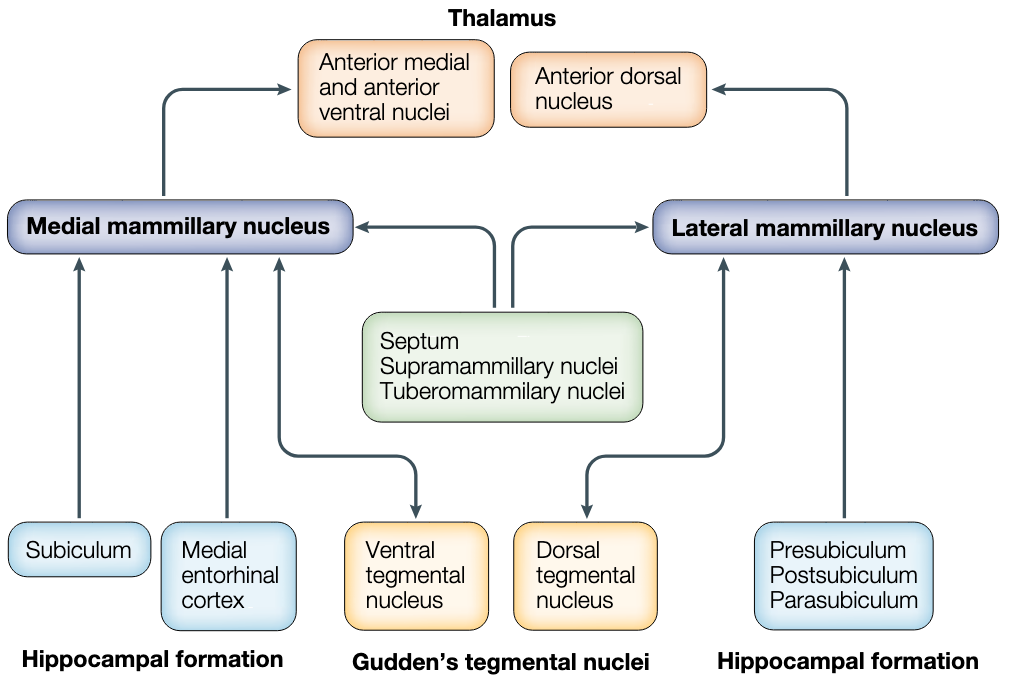 Thalamus
Anterior medial
and anterior
ventral nuclei
Anterior dorsal
nucleus
Medial mammillary nucleus
Lateral mammillary nucleus
Septum
Supramammillary nuclei
Tuberomammilary nuclei
Subiculum
Medial
entorhinal
cortex
Ventral
tegmental
nucleus
Dorsal
tegmental
nucleus
Presubiculum
Postsubiculum
Parasubiculum
Hippocampal formation
Gudden's tegmental nuclei
Hippocampal formation